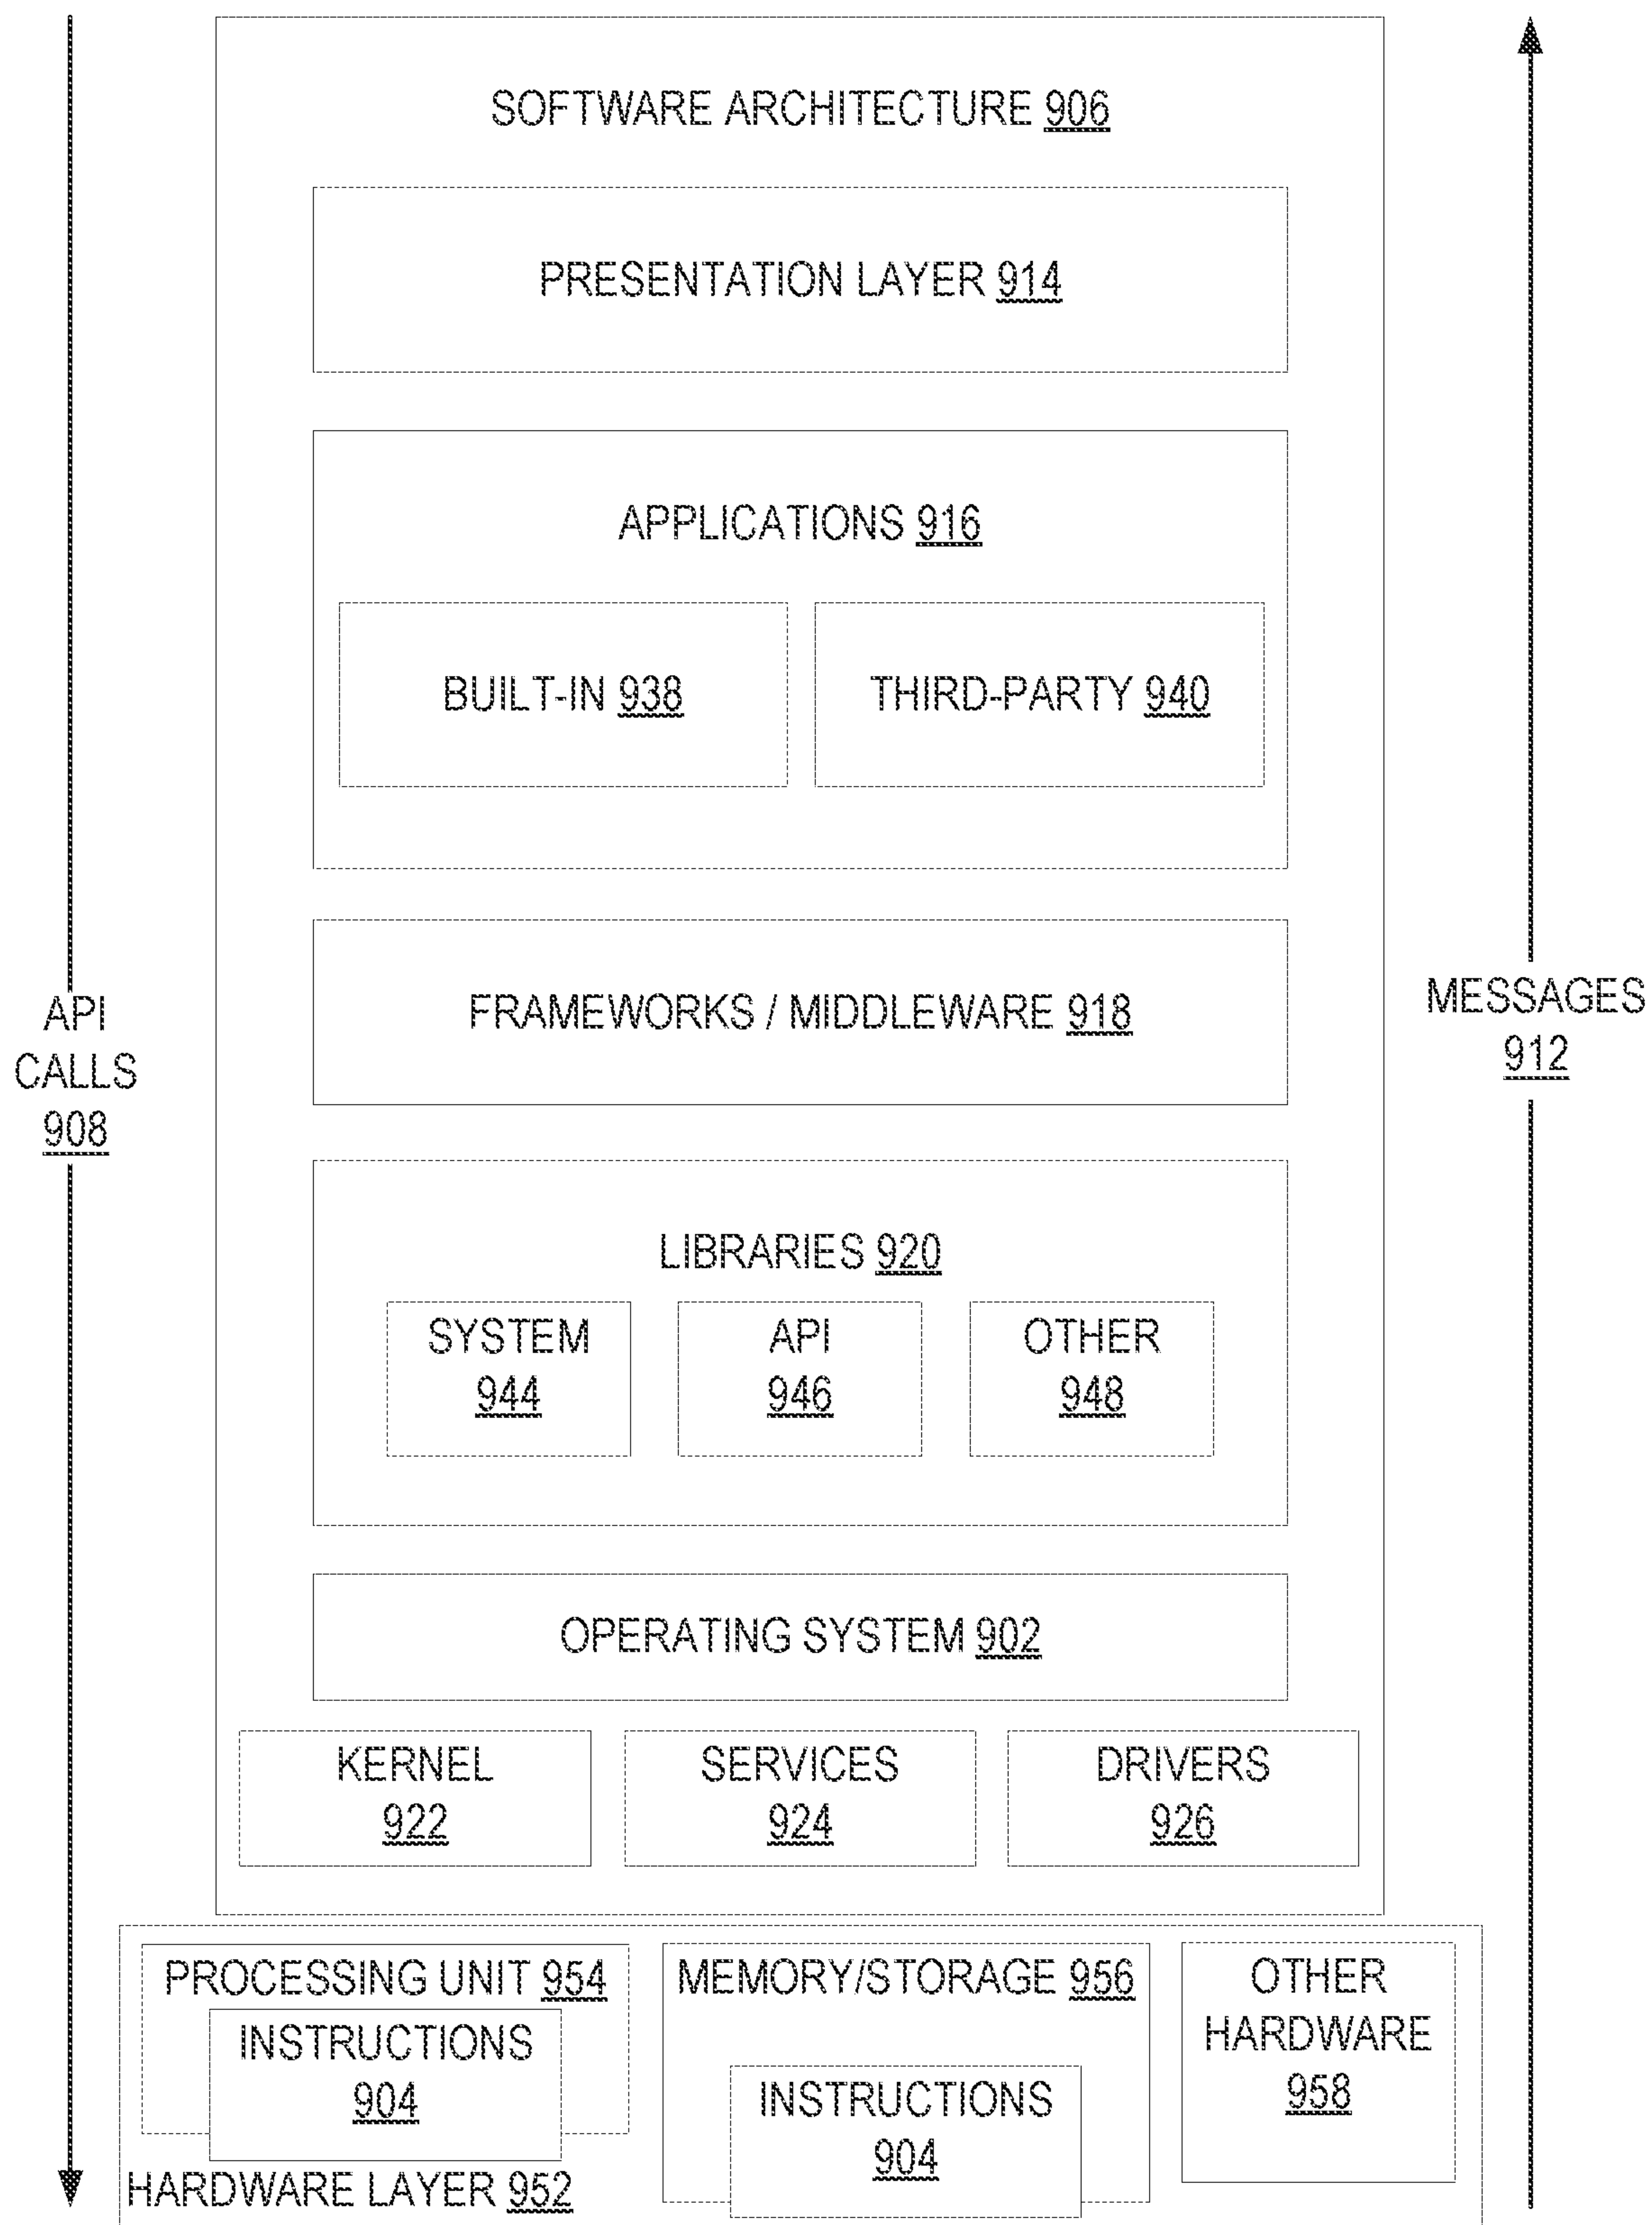 SOFTWARE ARCHITECTURE 906
PRESENTATION LAYER 914
APPLICATIONS 916
BUILT-IN 938
THIRD-PARTY 940
FRAMEWORKS / MIDDLEWARE 918
API
CALLS
908
MESSAGES
912
LIBRARIES 920
SYSTEM
944
API
946
OTHER
948
OPERATING SYSTEM 902
KERNEL
922
SERVICES
924
DRIVERS
926
PROCESSING UNIT 954
INSTRUCTIONS
904
MEMORY/STORAGE 956
INSTRUCTIONS
904
OTHER
HARDWARE
958
HARDWARE LAYER 952